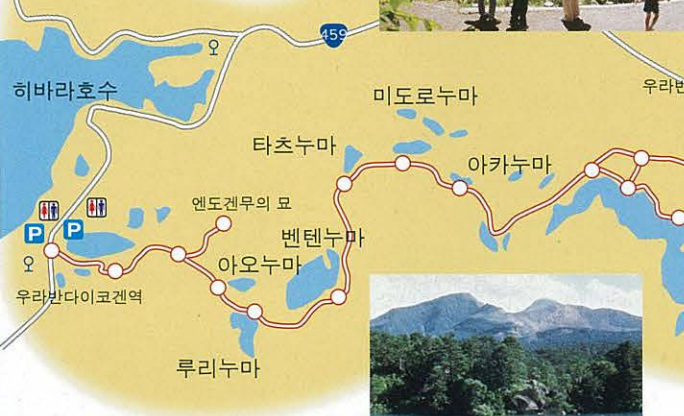 459
히바라호수
미도로누마
우라반
타츠누마
아카누마
엔도겐무의 묘
벤텐누마
P
P
아오누마
우라반다이코겐역
루리누마